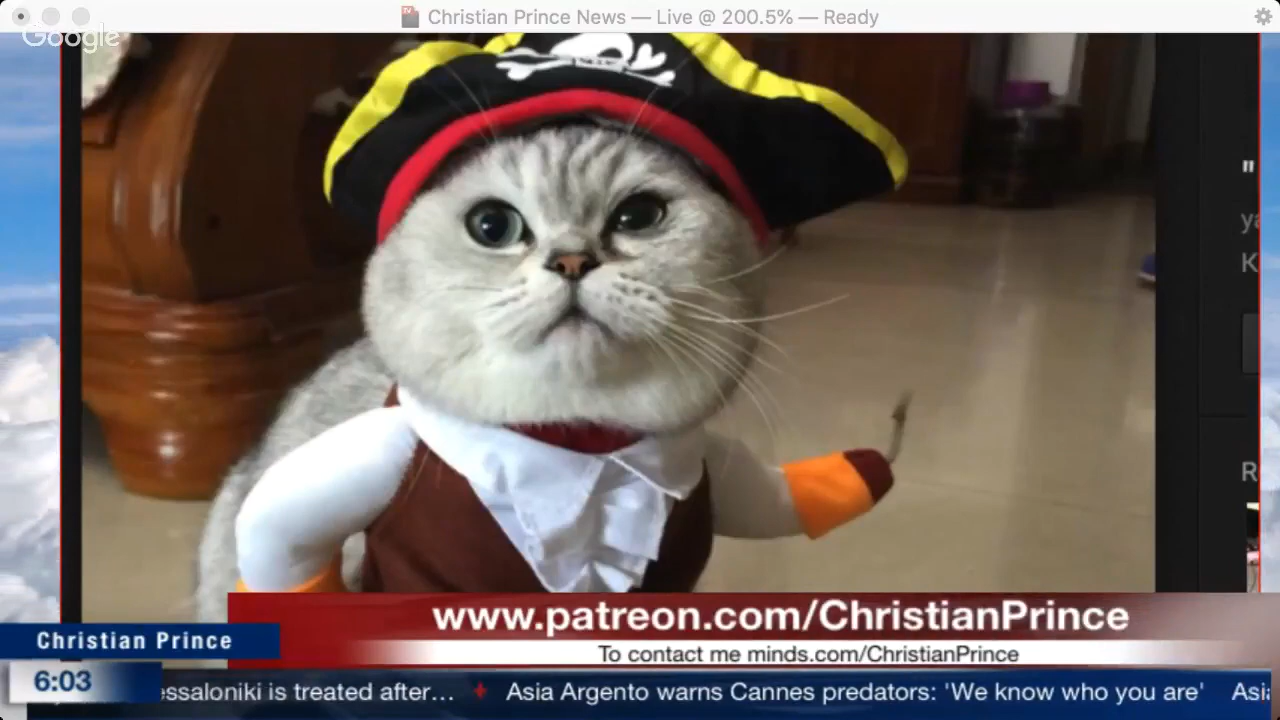 Christian Prince News — Live @ 200.5% — Ready
Google
"
K
R
www.patreon.com/ChristianPrince
To contact me minds.com/ChristianPrince
Christian Prince
6:03
essaloniki is treated after... Asia Argento warns Cannes predators: 'We know who you are' Asi